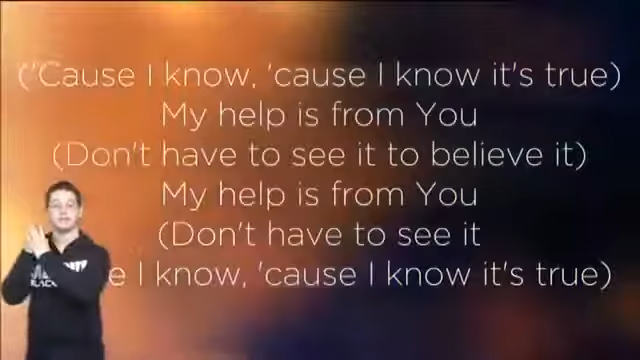 ('Cause I know, 'cause I know it's true)
My help is from You
(Don't have to see it to believe it)
My help is from You
(Don't have to see it
e I know, 'cause I know it's true)